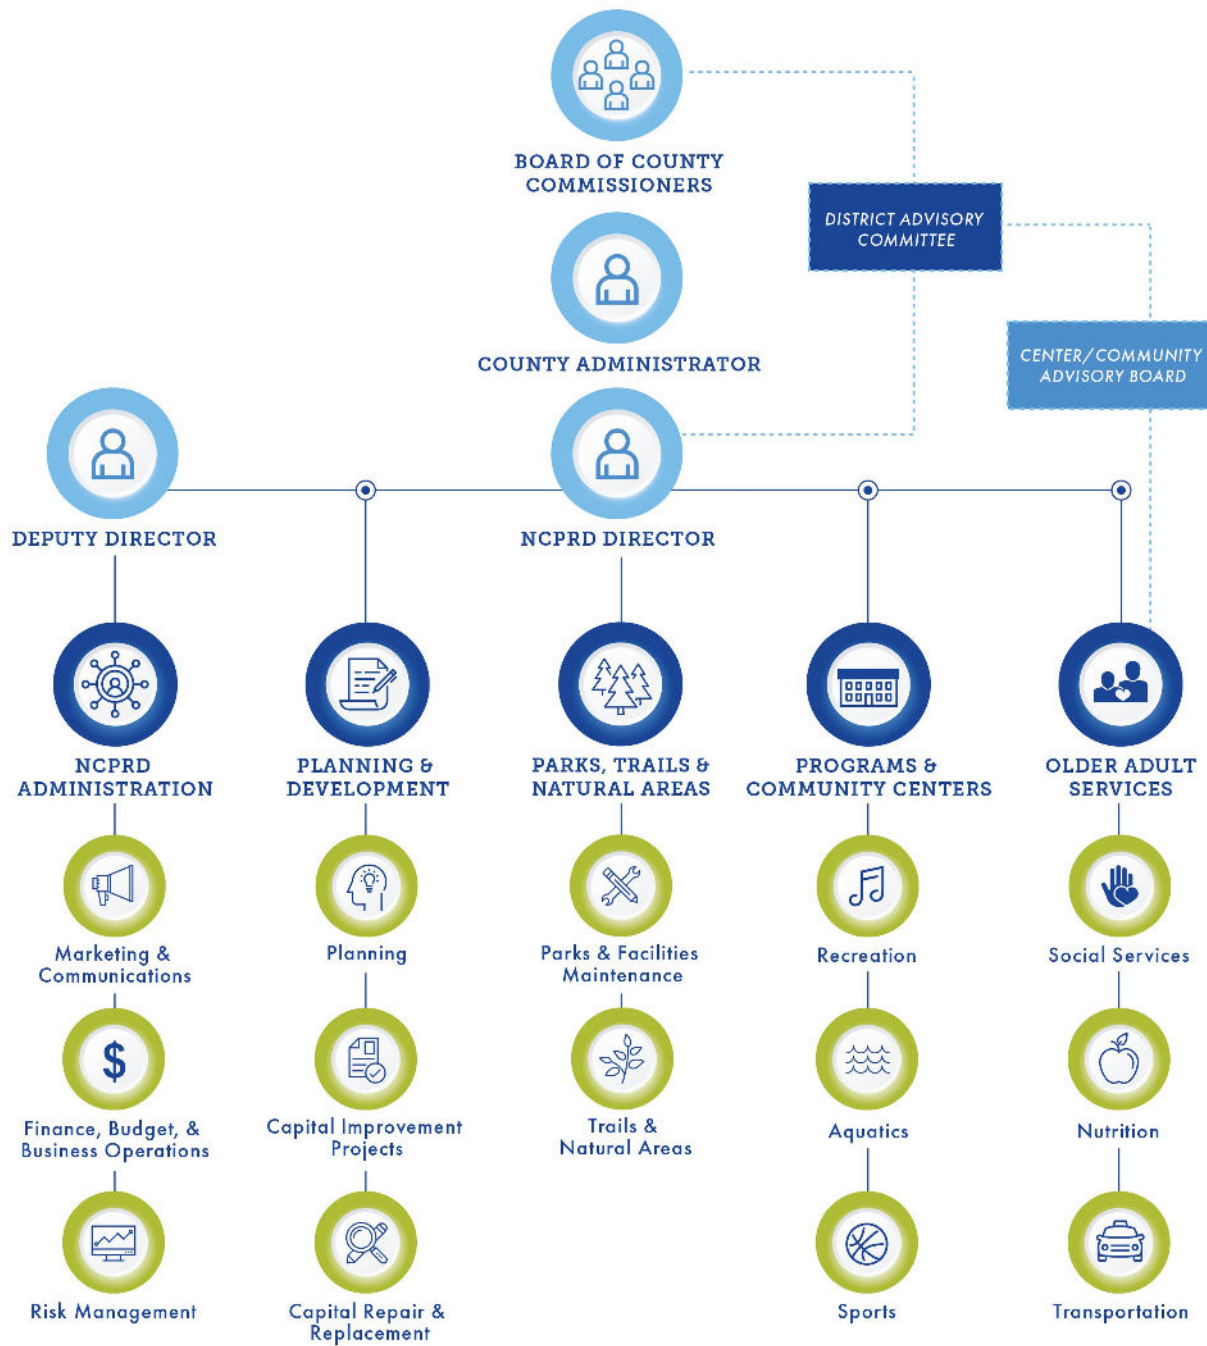 BOARD OF COUNTY
COMMISSIONERS
DISTRICT ADVISORY
COMMITTEE
COUNTY ADMINISTRATOR
CENTER/COMMUNITY
ADVISORY BOARD
DEPUTY DIRECTOR
NCPRD DIRECTOR
NCPRD
ADMINISTRATION
PLANNING &
DEVELOPMENT
PARKS, TRAILS &
NATURAL AREAS
PROGRAMS &
COMMUNITY CENTERS
OLDER ADULT
SERVICES
Marketing &
Communications
Planning
Parks & Facilities
Maintenance
Recreation
Social Services
$
Finance, Budget, &
Business Operations
Capital Improvement
Projects
Trails &
Natural Areas
Aquatics
Nutrition
Risk Management
Capital Repair &
Replacement
Sports
Transportation